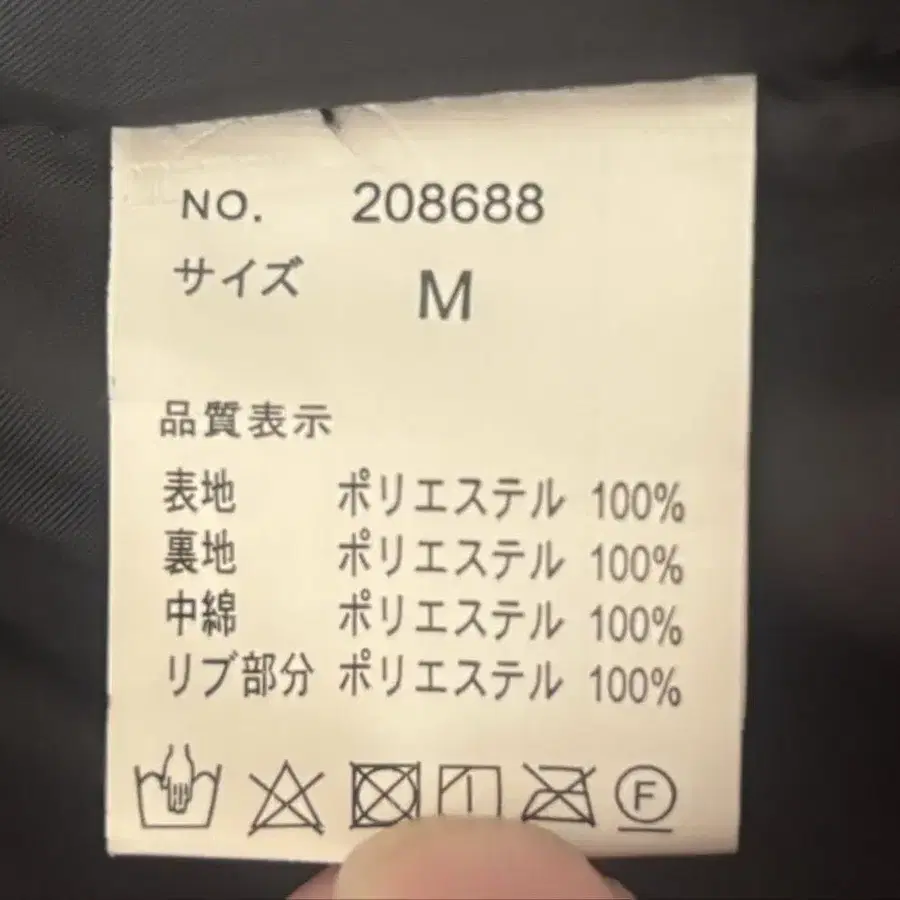 NO. 208688
サイズ M
品質表示
表地 ポリエステル 100%
裏地 ポリエステル 100%
中綿 ポリエステル 100%
リブ部分 ポリエステル 100%
F